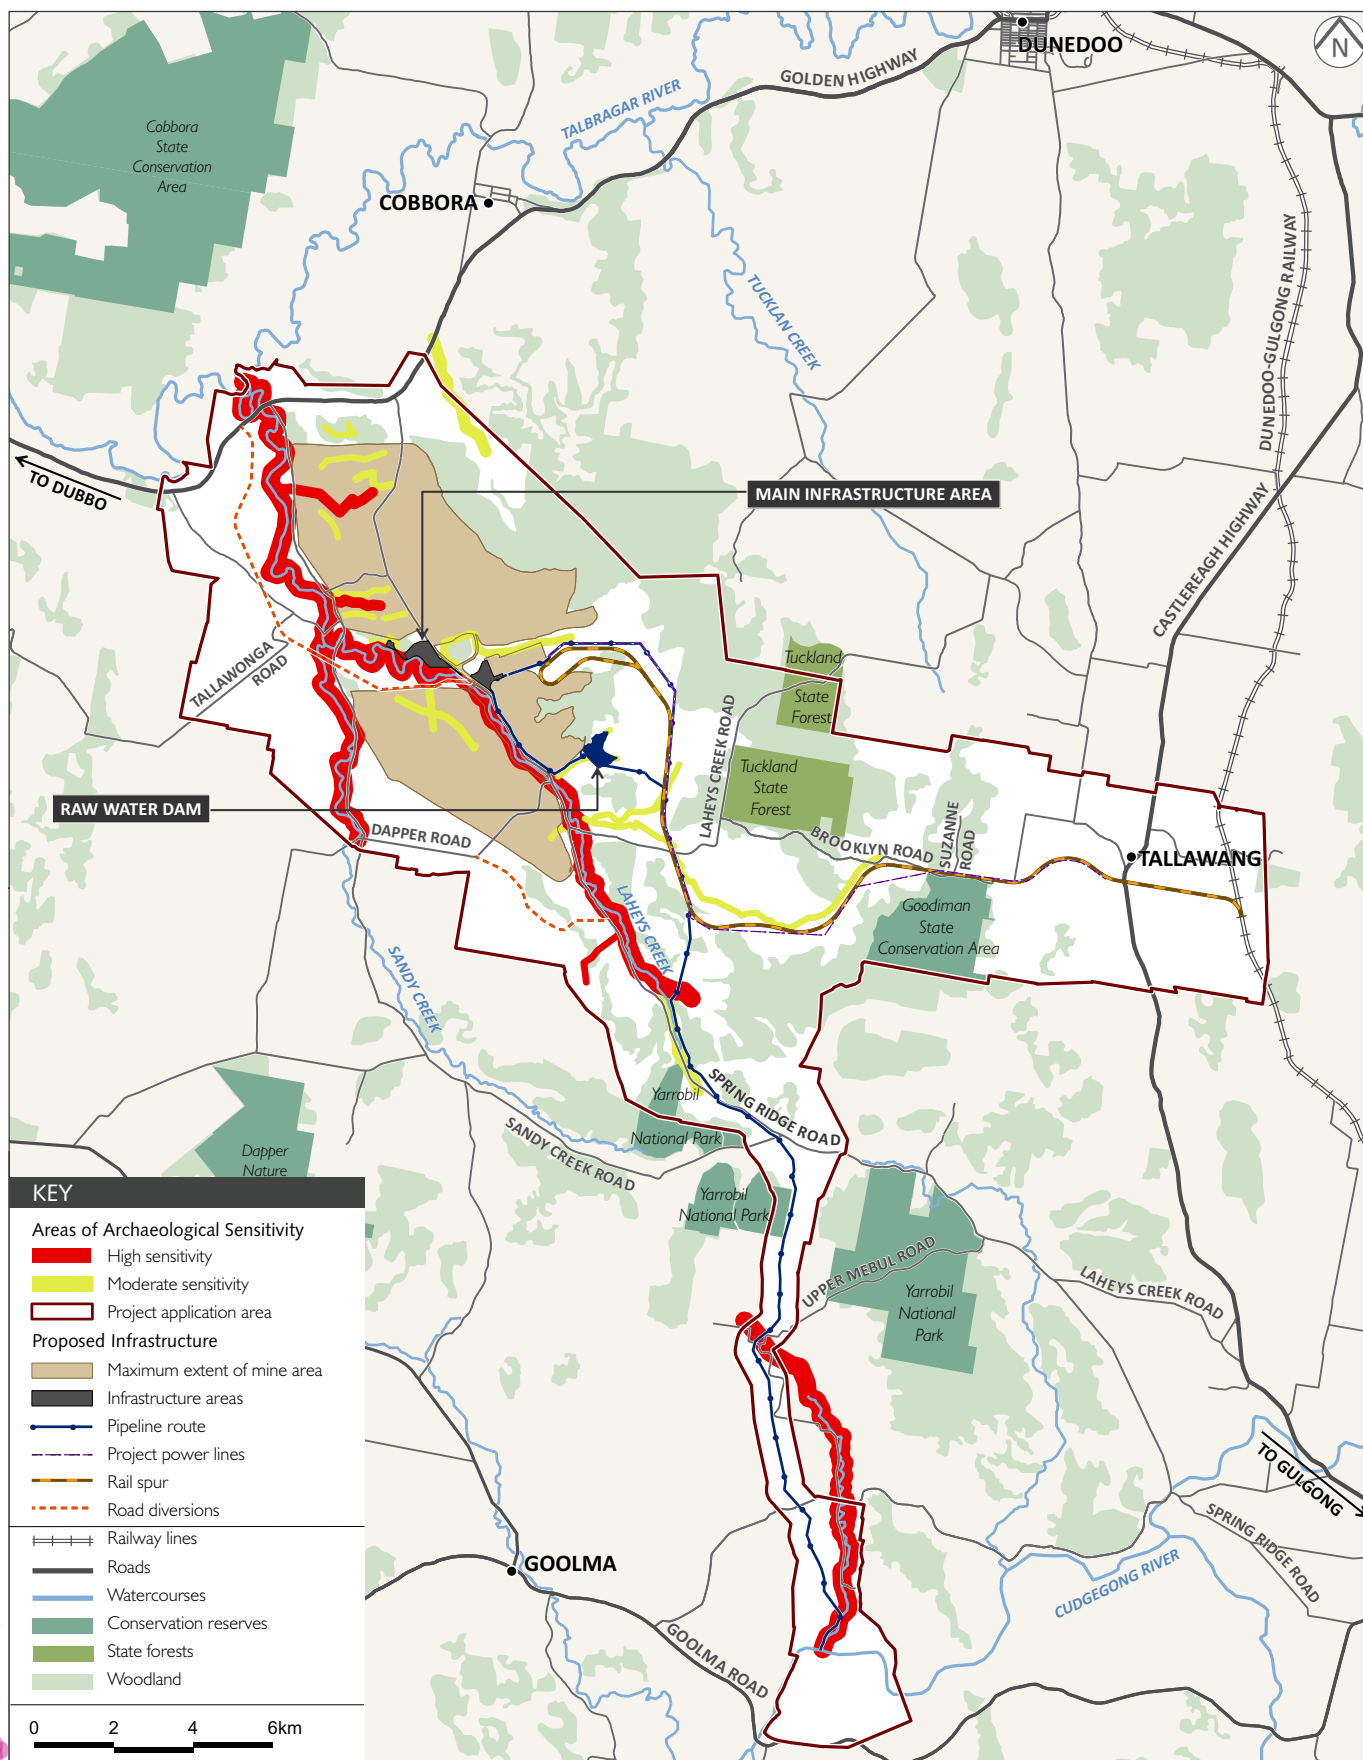 DUNEDOO
N
GOLDEN HIGHWAY
TALBRAGAR RIVER
Cobbora
State
Conservation
Area
COBBORA
TUCKLAN CREEK
DUNEDOO-GULGONG RAILWAY
TO DUBBO
MAIN INFRASTRUCTURE AREA
CASTLEREAGH HIGHWAY
TALLAWONGA
ROAD
Tuckland
State
Forest
LAHEYS CREEK ROAD
Tuckland
State
Forest
RAW WATER DAM
DAPPER ROAD
BROOKLYN ROAD
SUZANNE
ROAD
TALLAWANG
LAHEYS CREEK
Goodiman
State
Conservation Area
SANDY CREEK
SPRING RIDGE ROAD
Yarrobil
National Park
SANDY CREEK ROAD
Dapper
Nature
Yarrobil
National Park
UPPER MEBUL ROAD
Yarrobil
National
Park
LAHEYS CREEK ROAD
TO GULGONG
SPRING RIDGE ROAD
CUDGEGONG RIVER
GOOLMA
GOOLMA ROAD
KEY
Areas of Archaeological Sensitivity
High sensitivity
Moderate sensitivity
Project application area
Proposed Infrastructure
Maximum extent of mine area
Infrastructure areas
Pipeline route
Project power lines
Rail spur
Road diversions
Railway lines
Roads
Watercourses
Conservation reserves
State forests
Woodland
0 2 4 6km